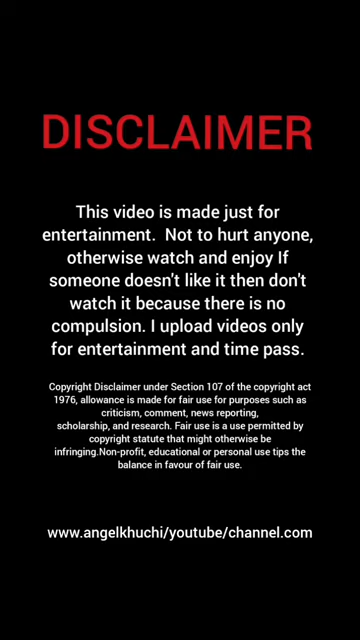 DISCLAIMER
This video is made just for
entertainment.  Not to hurt anyone,
otherwise watch and enjoy If
someone doesn't like it then don't
watch it because there is no
compulsion. I upload videos only
for entertainment and time pass.
Copyright Disclaimer under Section 107 of the copyright act
1976, allowance is made for fair use for purposes such as
criticism, comment, news reporting,
scholarship, and research. Fair use is a use permitted by
copyright statute that might otherwise be
infringing.Non-profit, educational or personal use tips the
balance in favour of fair use.
www.angelkhuchi/youtube/channel.com